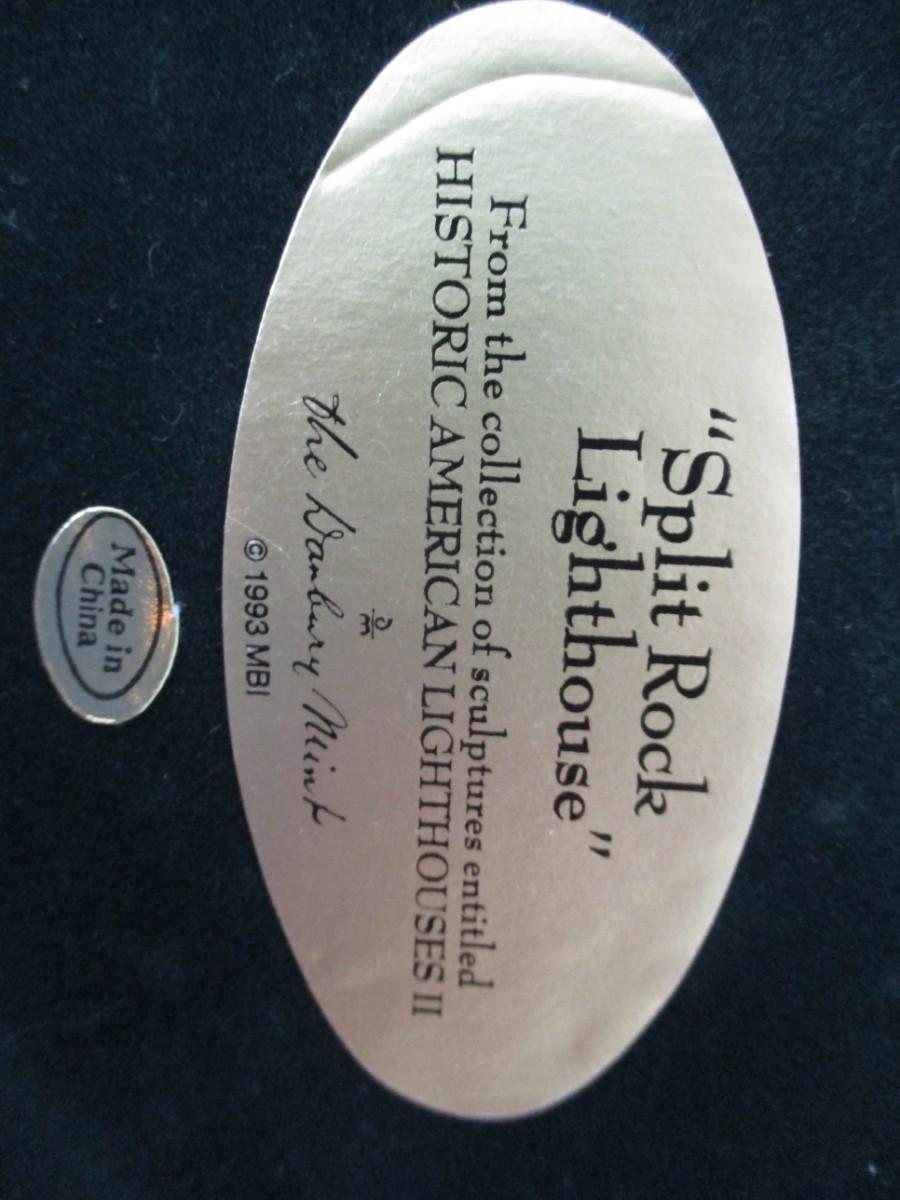 “Split Rock
Lighthouse”
From the collection of sculptures entitled
HISTORIC AMERICAN LIGHTHOUSES II
The Danbury Mint
© 1993 MBI
Made in
China